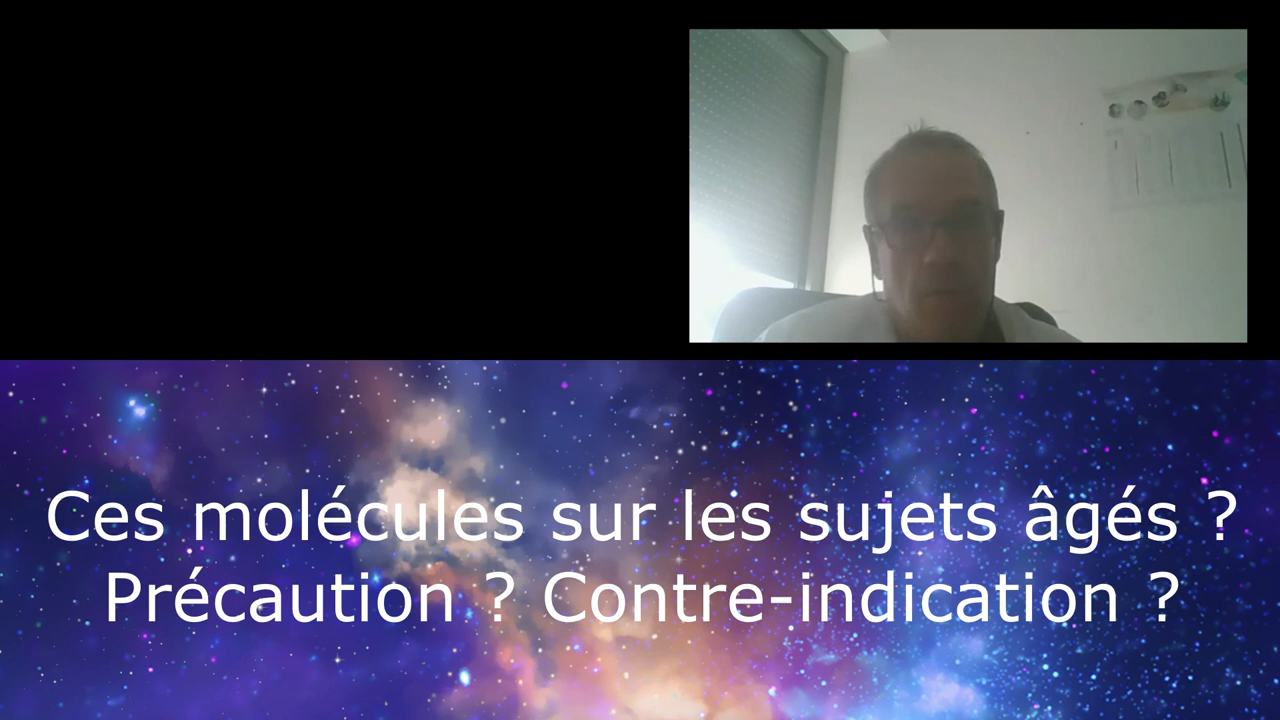 Ces molécules sur les sujets âgés ?
Précaution ? Contre-indication ?